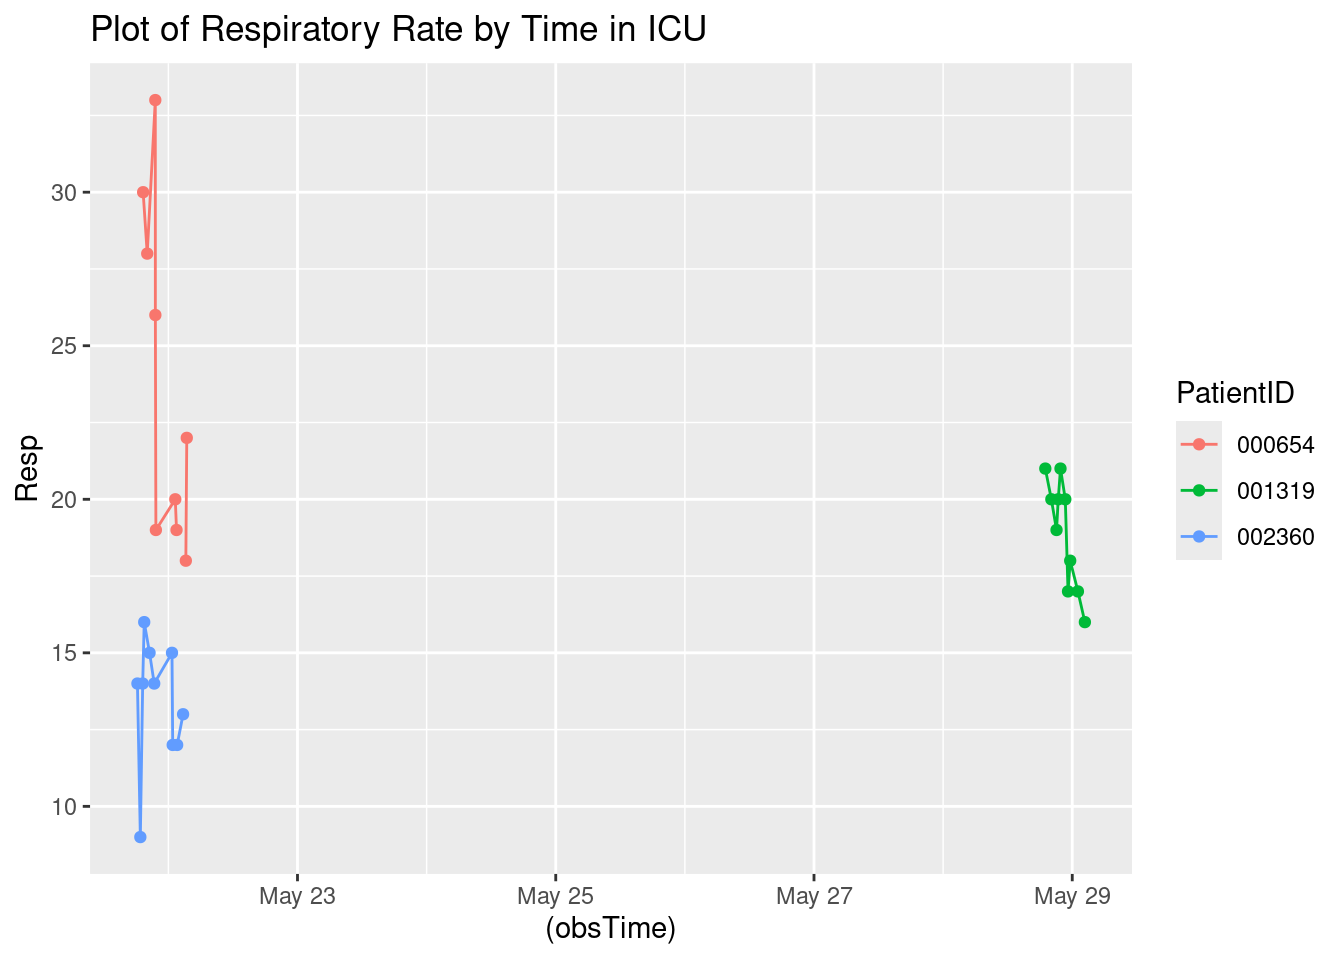 Plot of Respiratory Rate by Time in ICU
30
25
20
15
10
Resp
May 23
May 25
May 27
May 29
(obsTime)
PatientID
000654
001319
002360